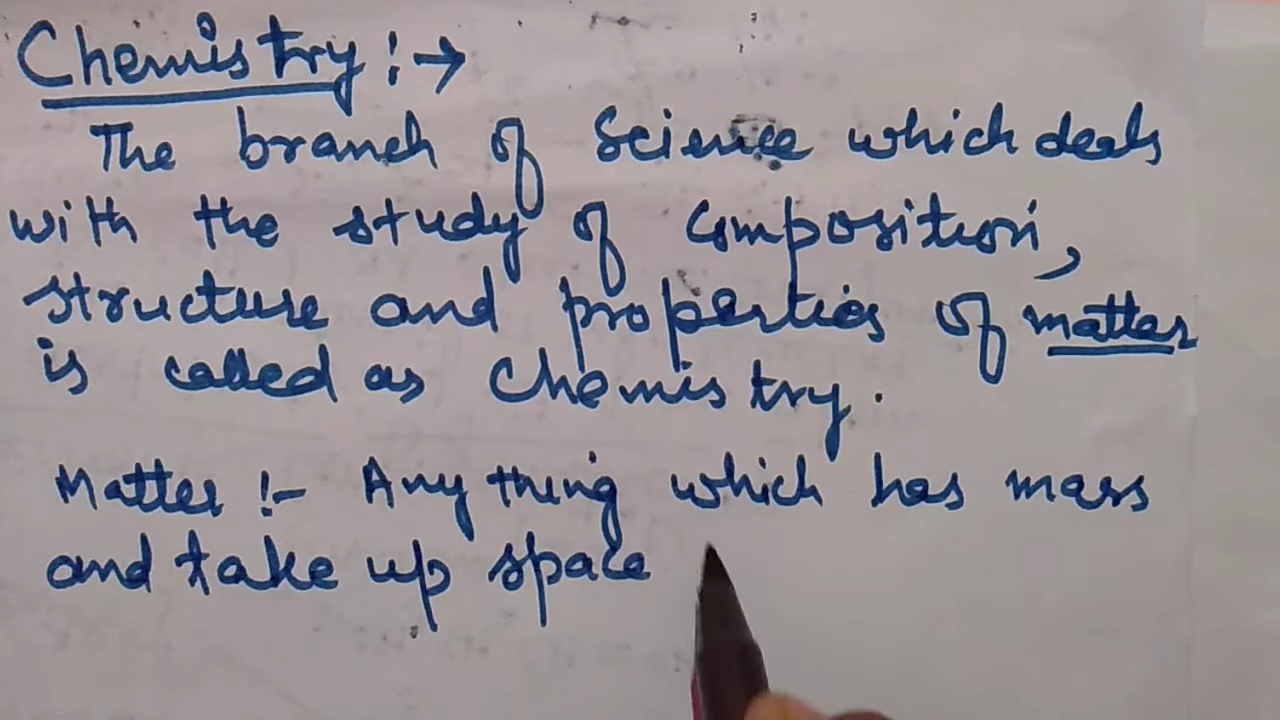 Chemistry :→
The branch of Science which deals
with the study of composition,
structure and properties of matter
is called as Chemistry.
Matter :- Any thing which has mass
and take up space